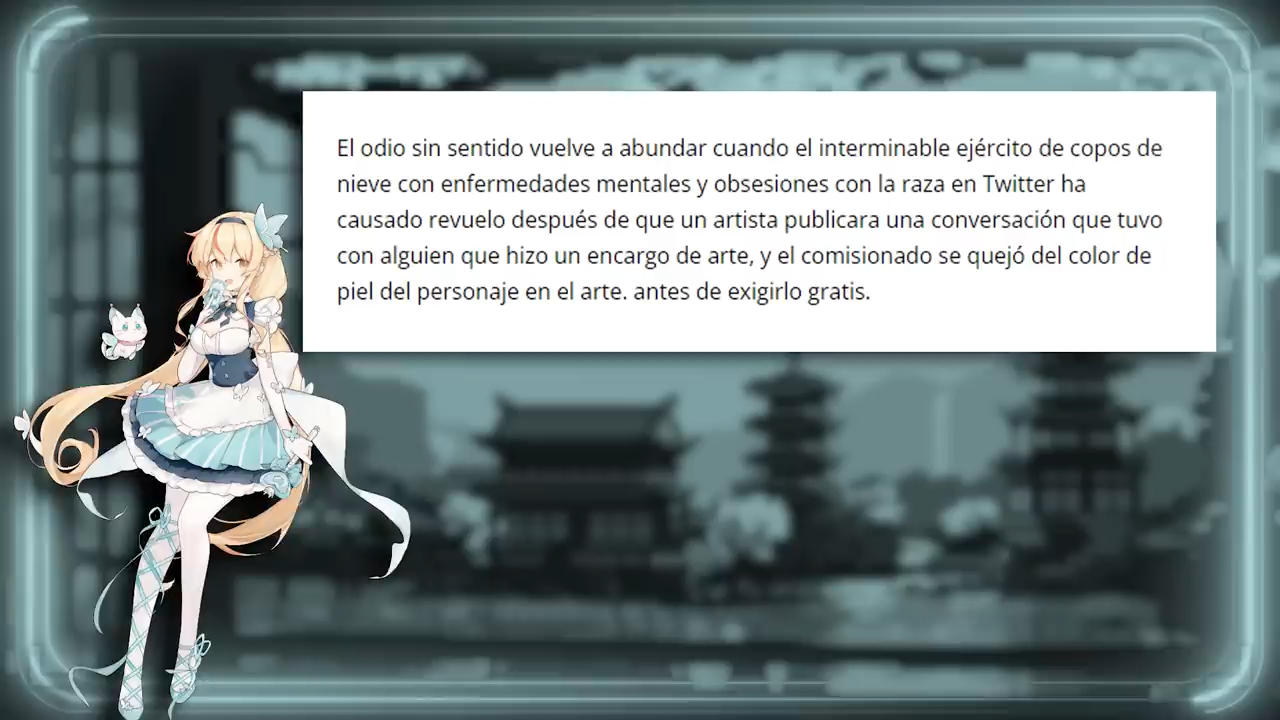 El odio sin sentido vuelve a abundar cuando el interminable ejército de copos de
nieve con enfermedades mentales y obsesiones con la raza en Twitter ha
causado revuelo después de que un artista publicara una conversación que tuvo
con alguien que hizo un encargo de arte, y el comisionado se quejó del color de
piel del personaje en el arte. antes de exigirlo gratis.